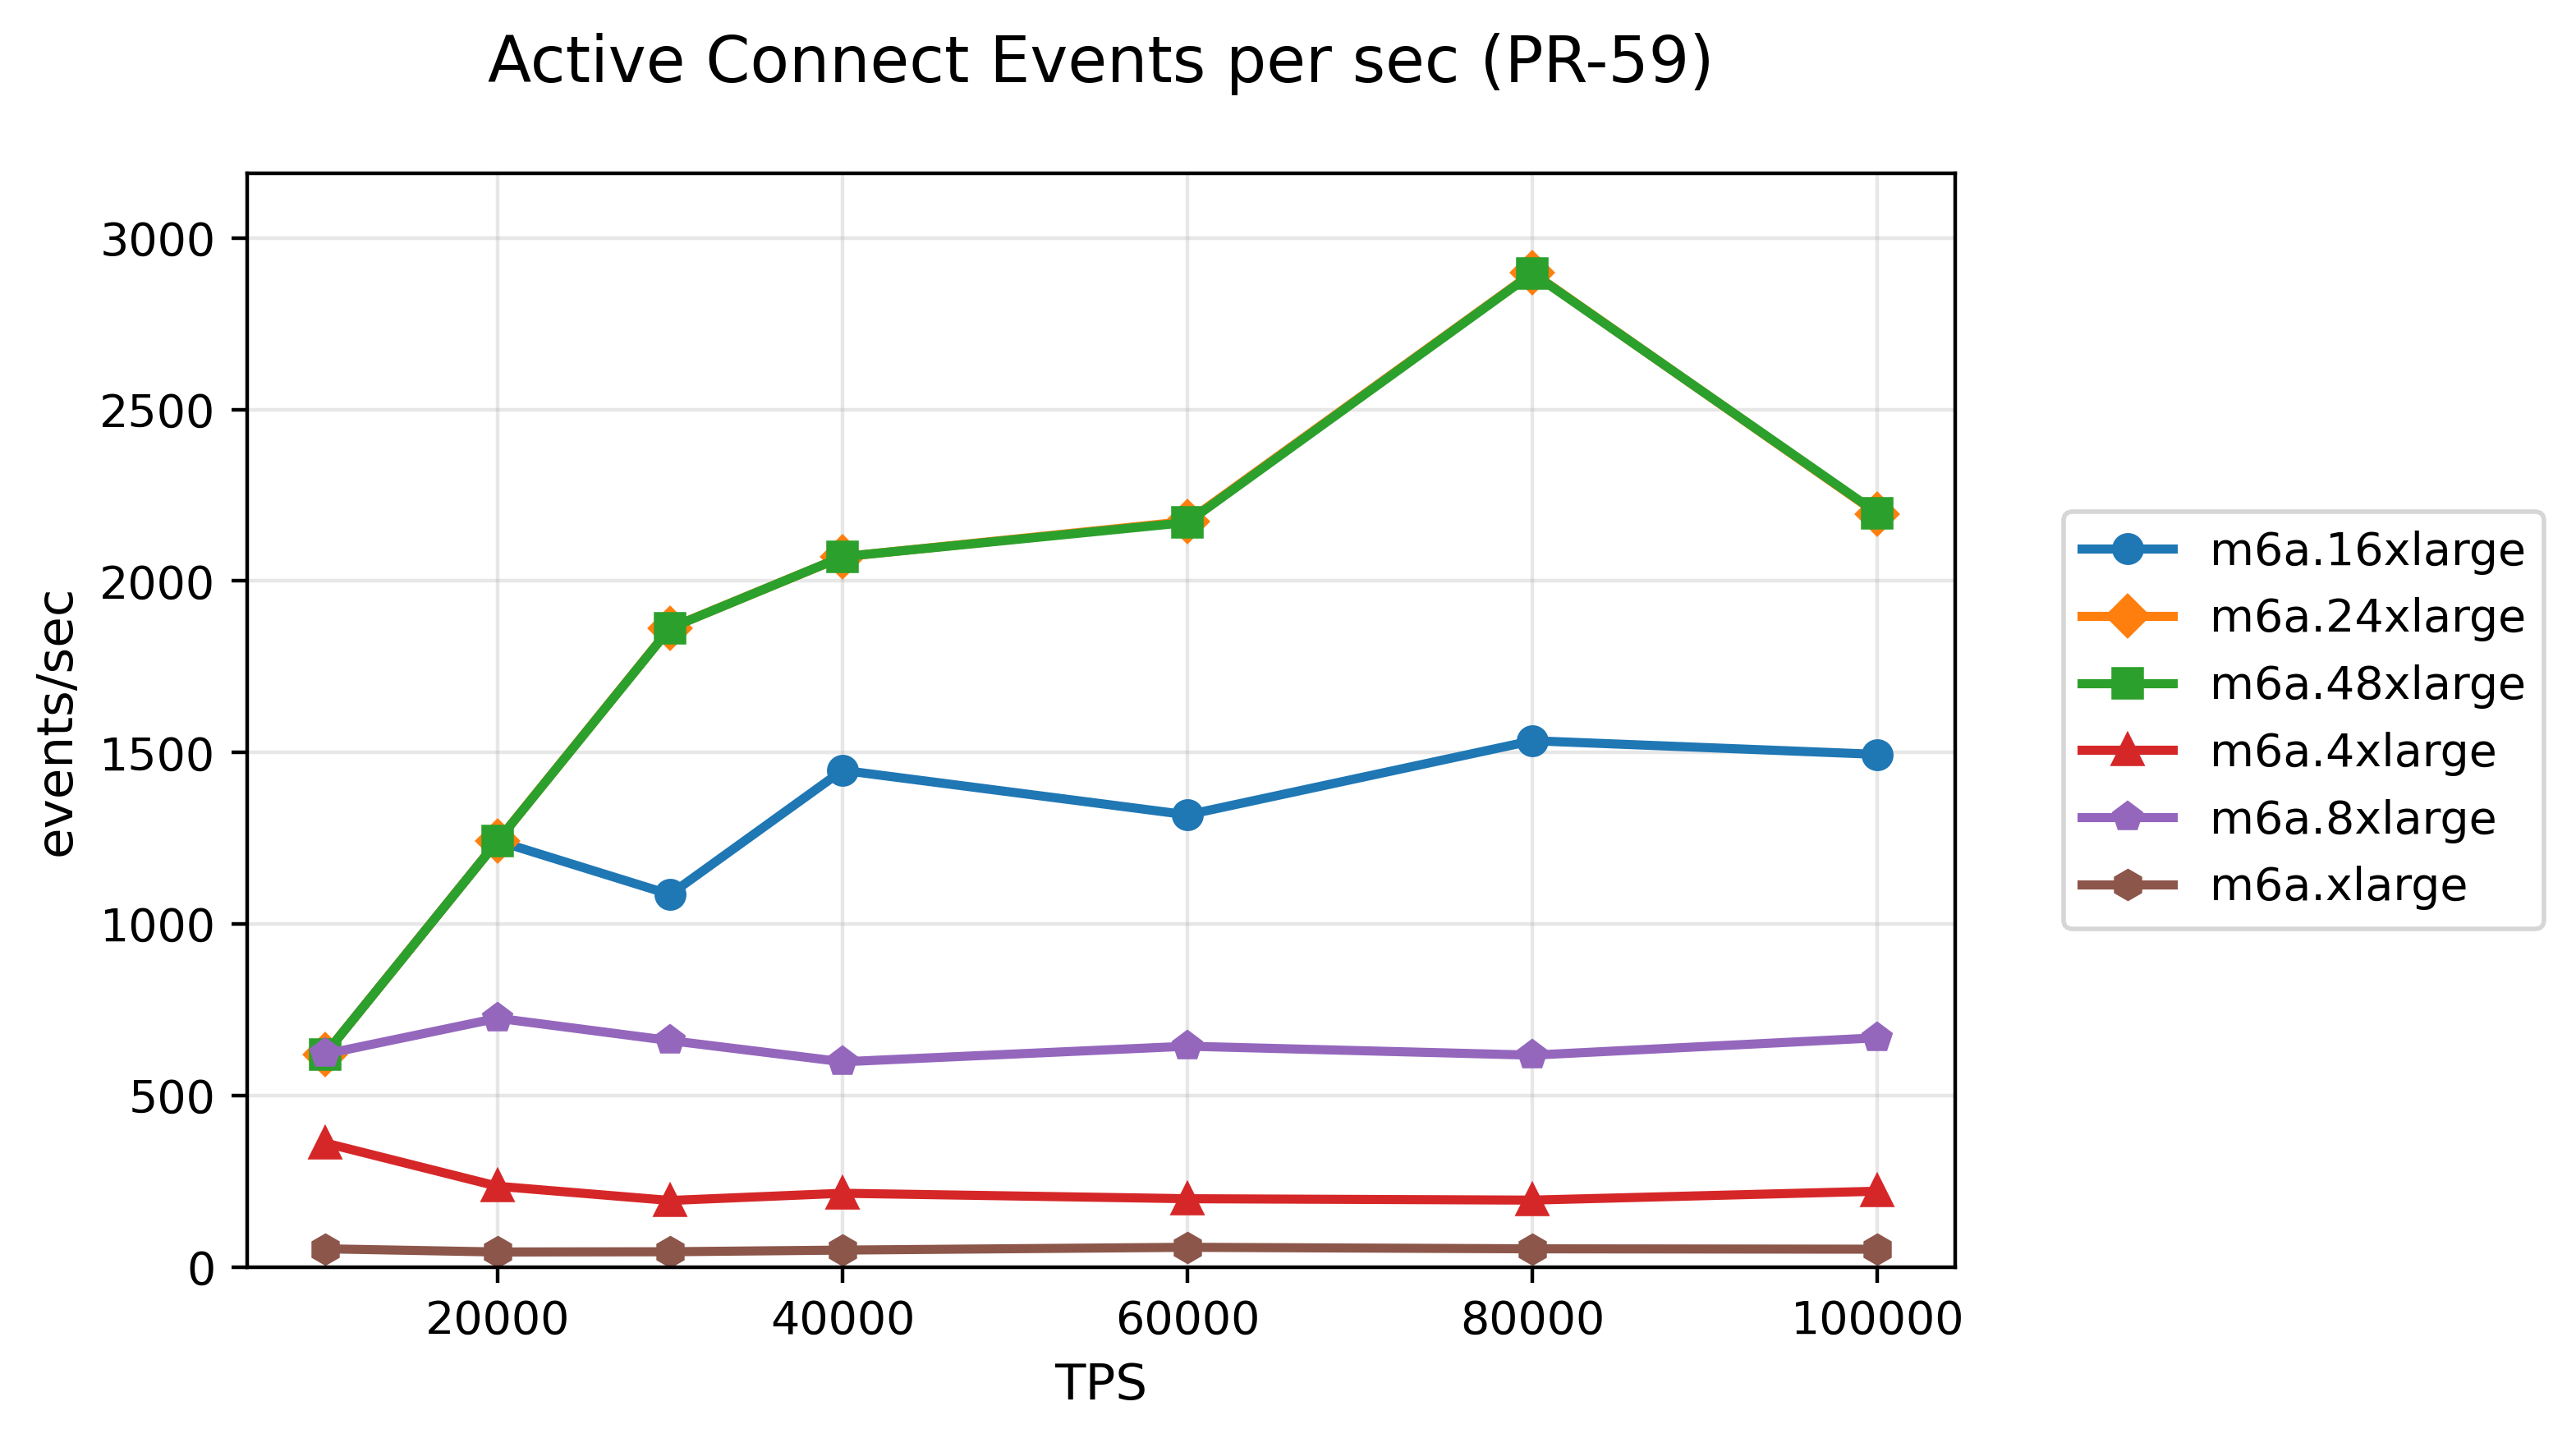 Active Connect Events per sec (PR-59)
events/sec
3000
2500
2000
1500
1000
500
0
20000 40000 60000 80000 100000
TPS
m6a.16xlarge
m6a.24xlarge
m6a.48xlarge
m6a.4xlarge
m6a.8xlarge
m6a.xlarge